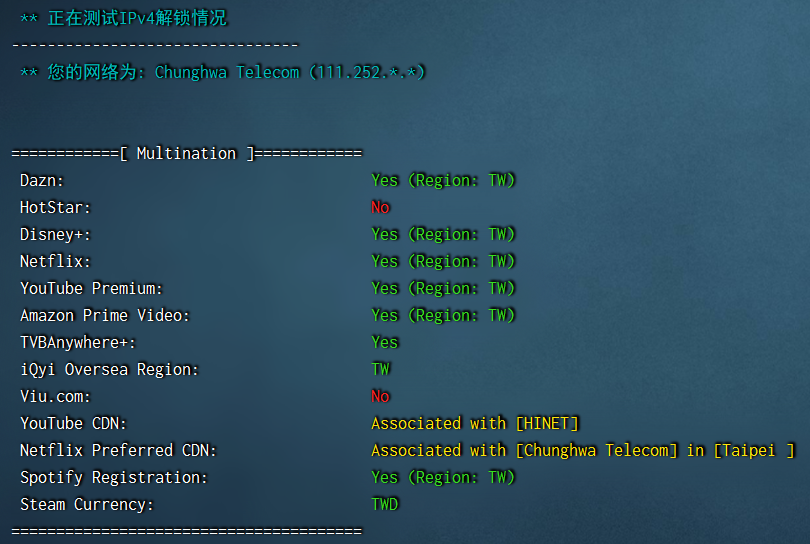 ** 正在测试IPv4解锁情况
--------------------------------
** 您的网络为: Chunghwa Telecom (111.252.*.*)
============[ Multination ]============
Dazn: Yes (Region: TW)
HotStar: No
Disney+: Yes (Region: TW)
Netflix: Yes (Region: TW)
YouTube Premium: Yes (Region: TW)
Amazon Prime Video: Yes (Region: TW)
TVBAnywhere+: Yes
iQyi Oversea Region: TW
Viu.com: No
YouTube CDN: Associated with [HINET]
Netflix Preferred CDN: Associated with [Chunghwa Telecom] in [Taipei ]
Spotify Registration: Yes (Region: TW)
Steam Currency: TWD
=======================================